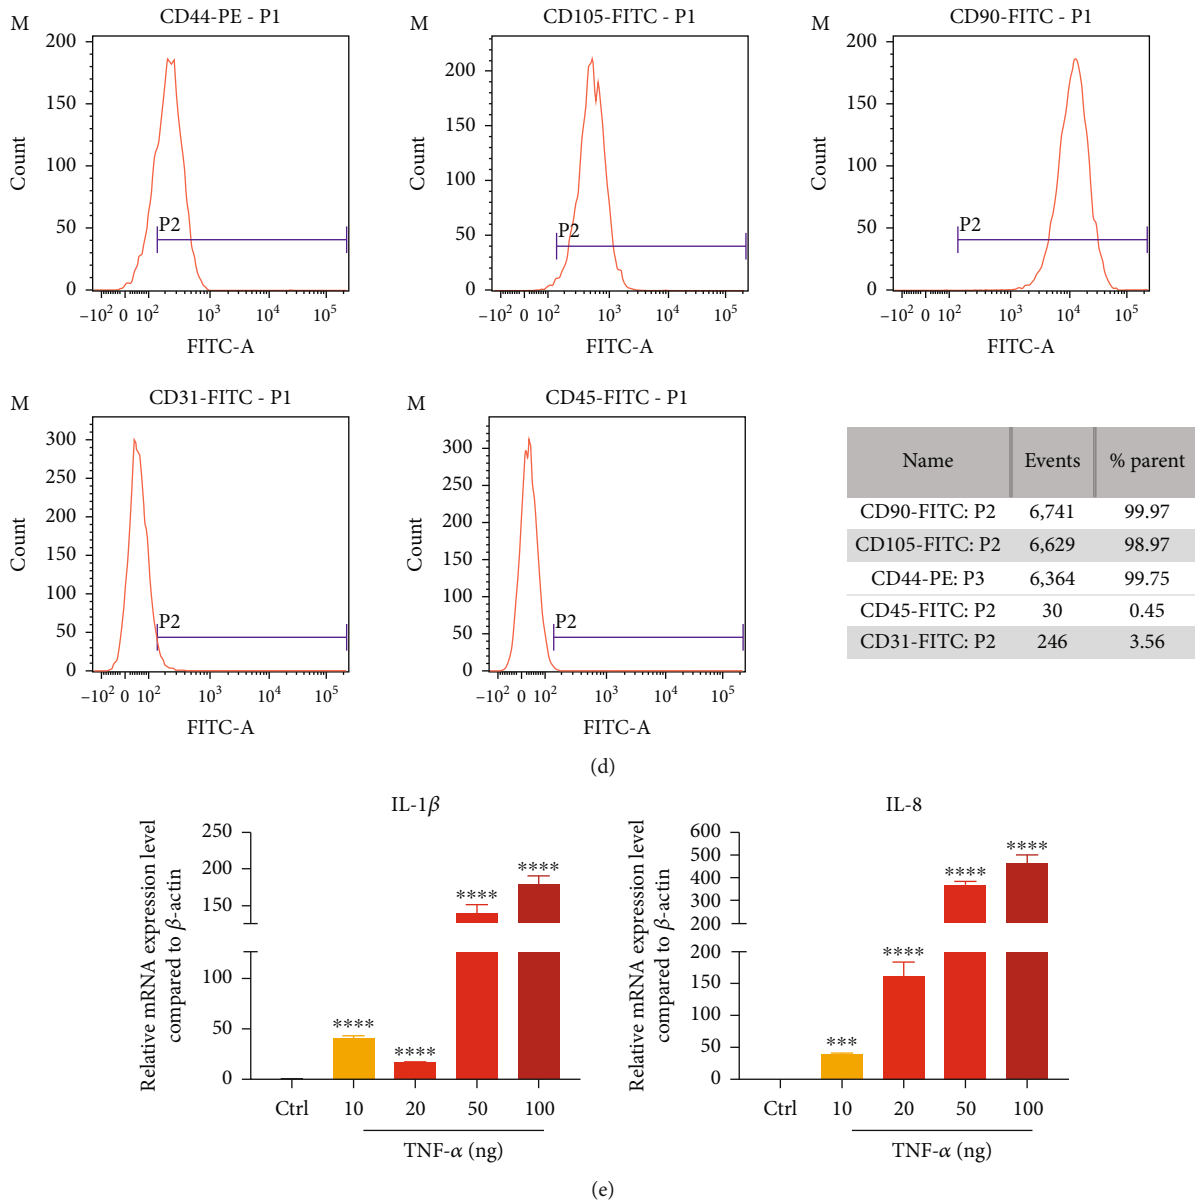 M CD44-PE - P1
200
150
100
50
0
Count
P2
–10² 0 10² 10³ 10⁴ 10⁵
FITC-A
M CD105-FITC - P1
200
150
100
50
0
Count
P2
–10² 0 10² 10³ 10⁴ 10⁵
FITC-A
M CD90-FITC - P1
200
150
100
50
0
Count
P2
–10² 0 10² 10³ 10⁴ 10⁵
FITC-A
M CD31-FITC - P1
300
250
200
150
100
50
0
Count
P2
–10² 0 10² 10³ 10⁴ 10⁵
FITC-A
M CD45-FITC - P1
300
250
200
150
100
50
0
Count
P2
–10² 0 10² 10³ 10⁴ 10⁵
FITC-A
Name Events % parent
CD90-FITC: P2 6,741 99.97
CD105-FITC: P2 6,629 98.97
CD44-PE: P3 6,364 99.75
CD45-FITC: P2 30 0.45
CD31-FITC: P2 246 3.56
(d)
IL-1β
Relative mRNA expression level
compared to β-actin
250
200
150
100
50
0
****
****
****
****
Ctrl 10 20 50 100
TNF-α (ng)
IL-8
Relative mRNA expression level
compared to β-actin
600
500
400
300
200
200
150
100
50
0
***
****
****
****
Ctrl 10 20 50 100
TNF-α (ng)
(e)